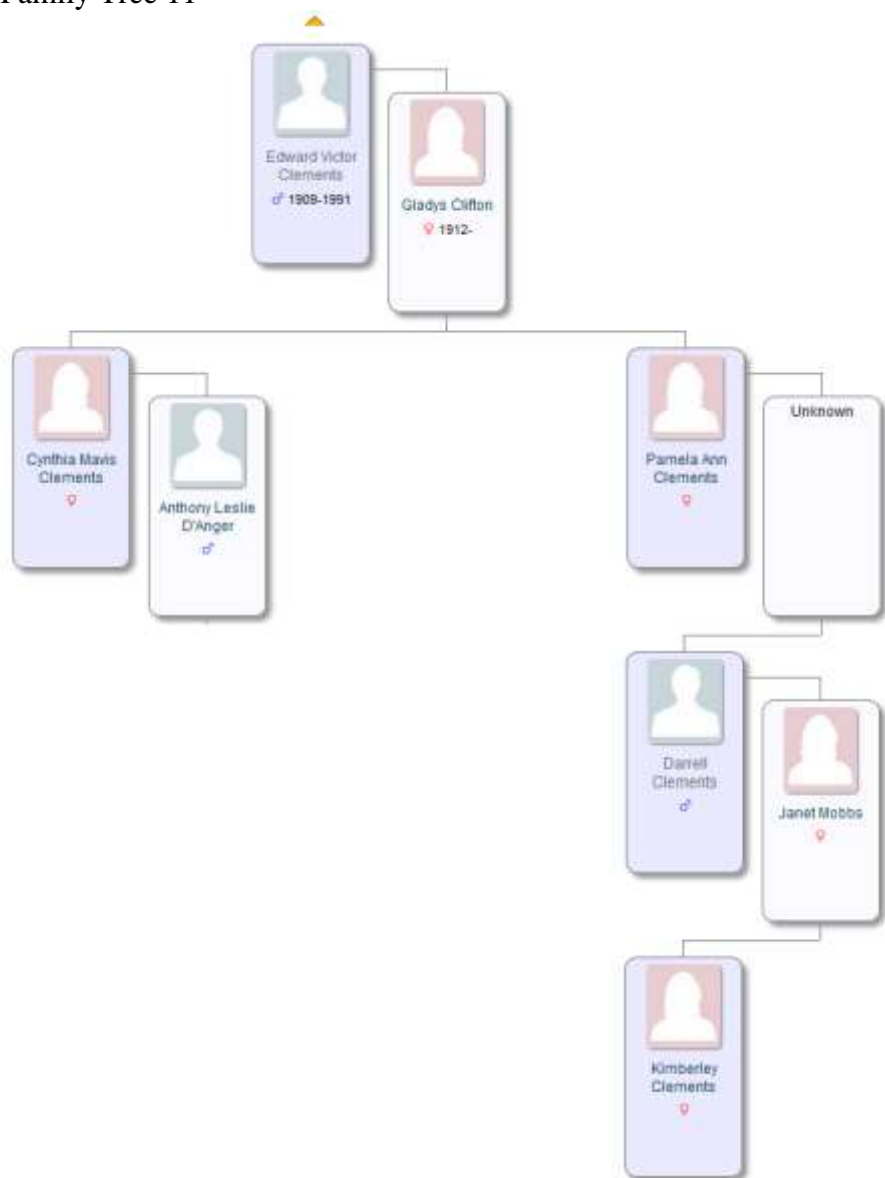 Family Tree 11
Edward Victor
Clements
♂ 1909-1991
Gladys Clifton
♀ 1912-
Cynthia Mavis
Clements
♀
Anthony Leslie
D'Anger
♂
Pamela Ann
Clements
♀
Unknown
Darrell
Clements
♂
Janet Mobbs
♀
Kimberley
Clements
♀